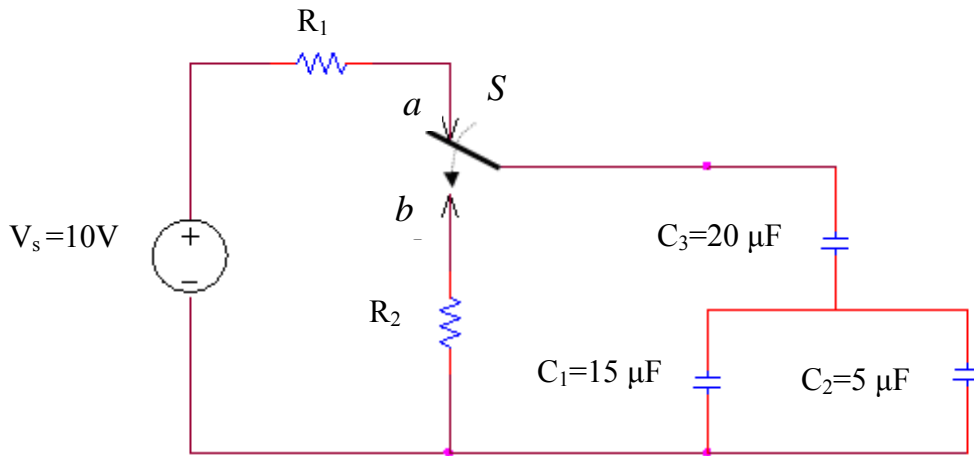 R₁
a
S
b
Vₛ=10V
+
−
R₂
C₃=20 μF
C₁=15 μF
C₂=5 μF